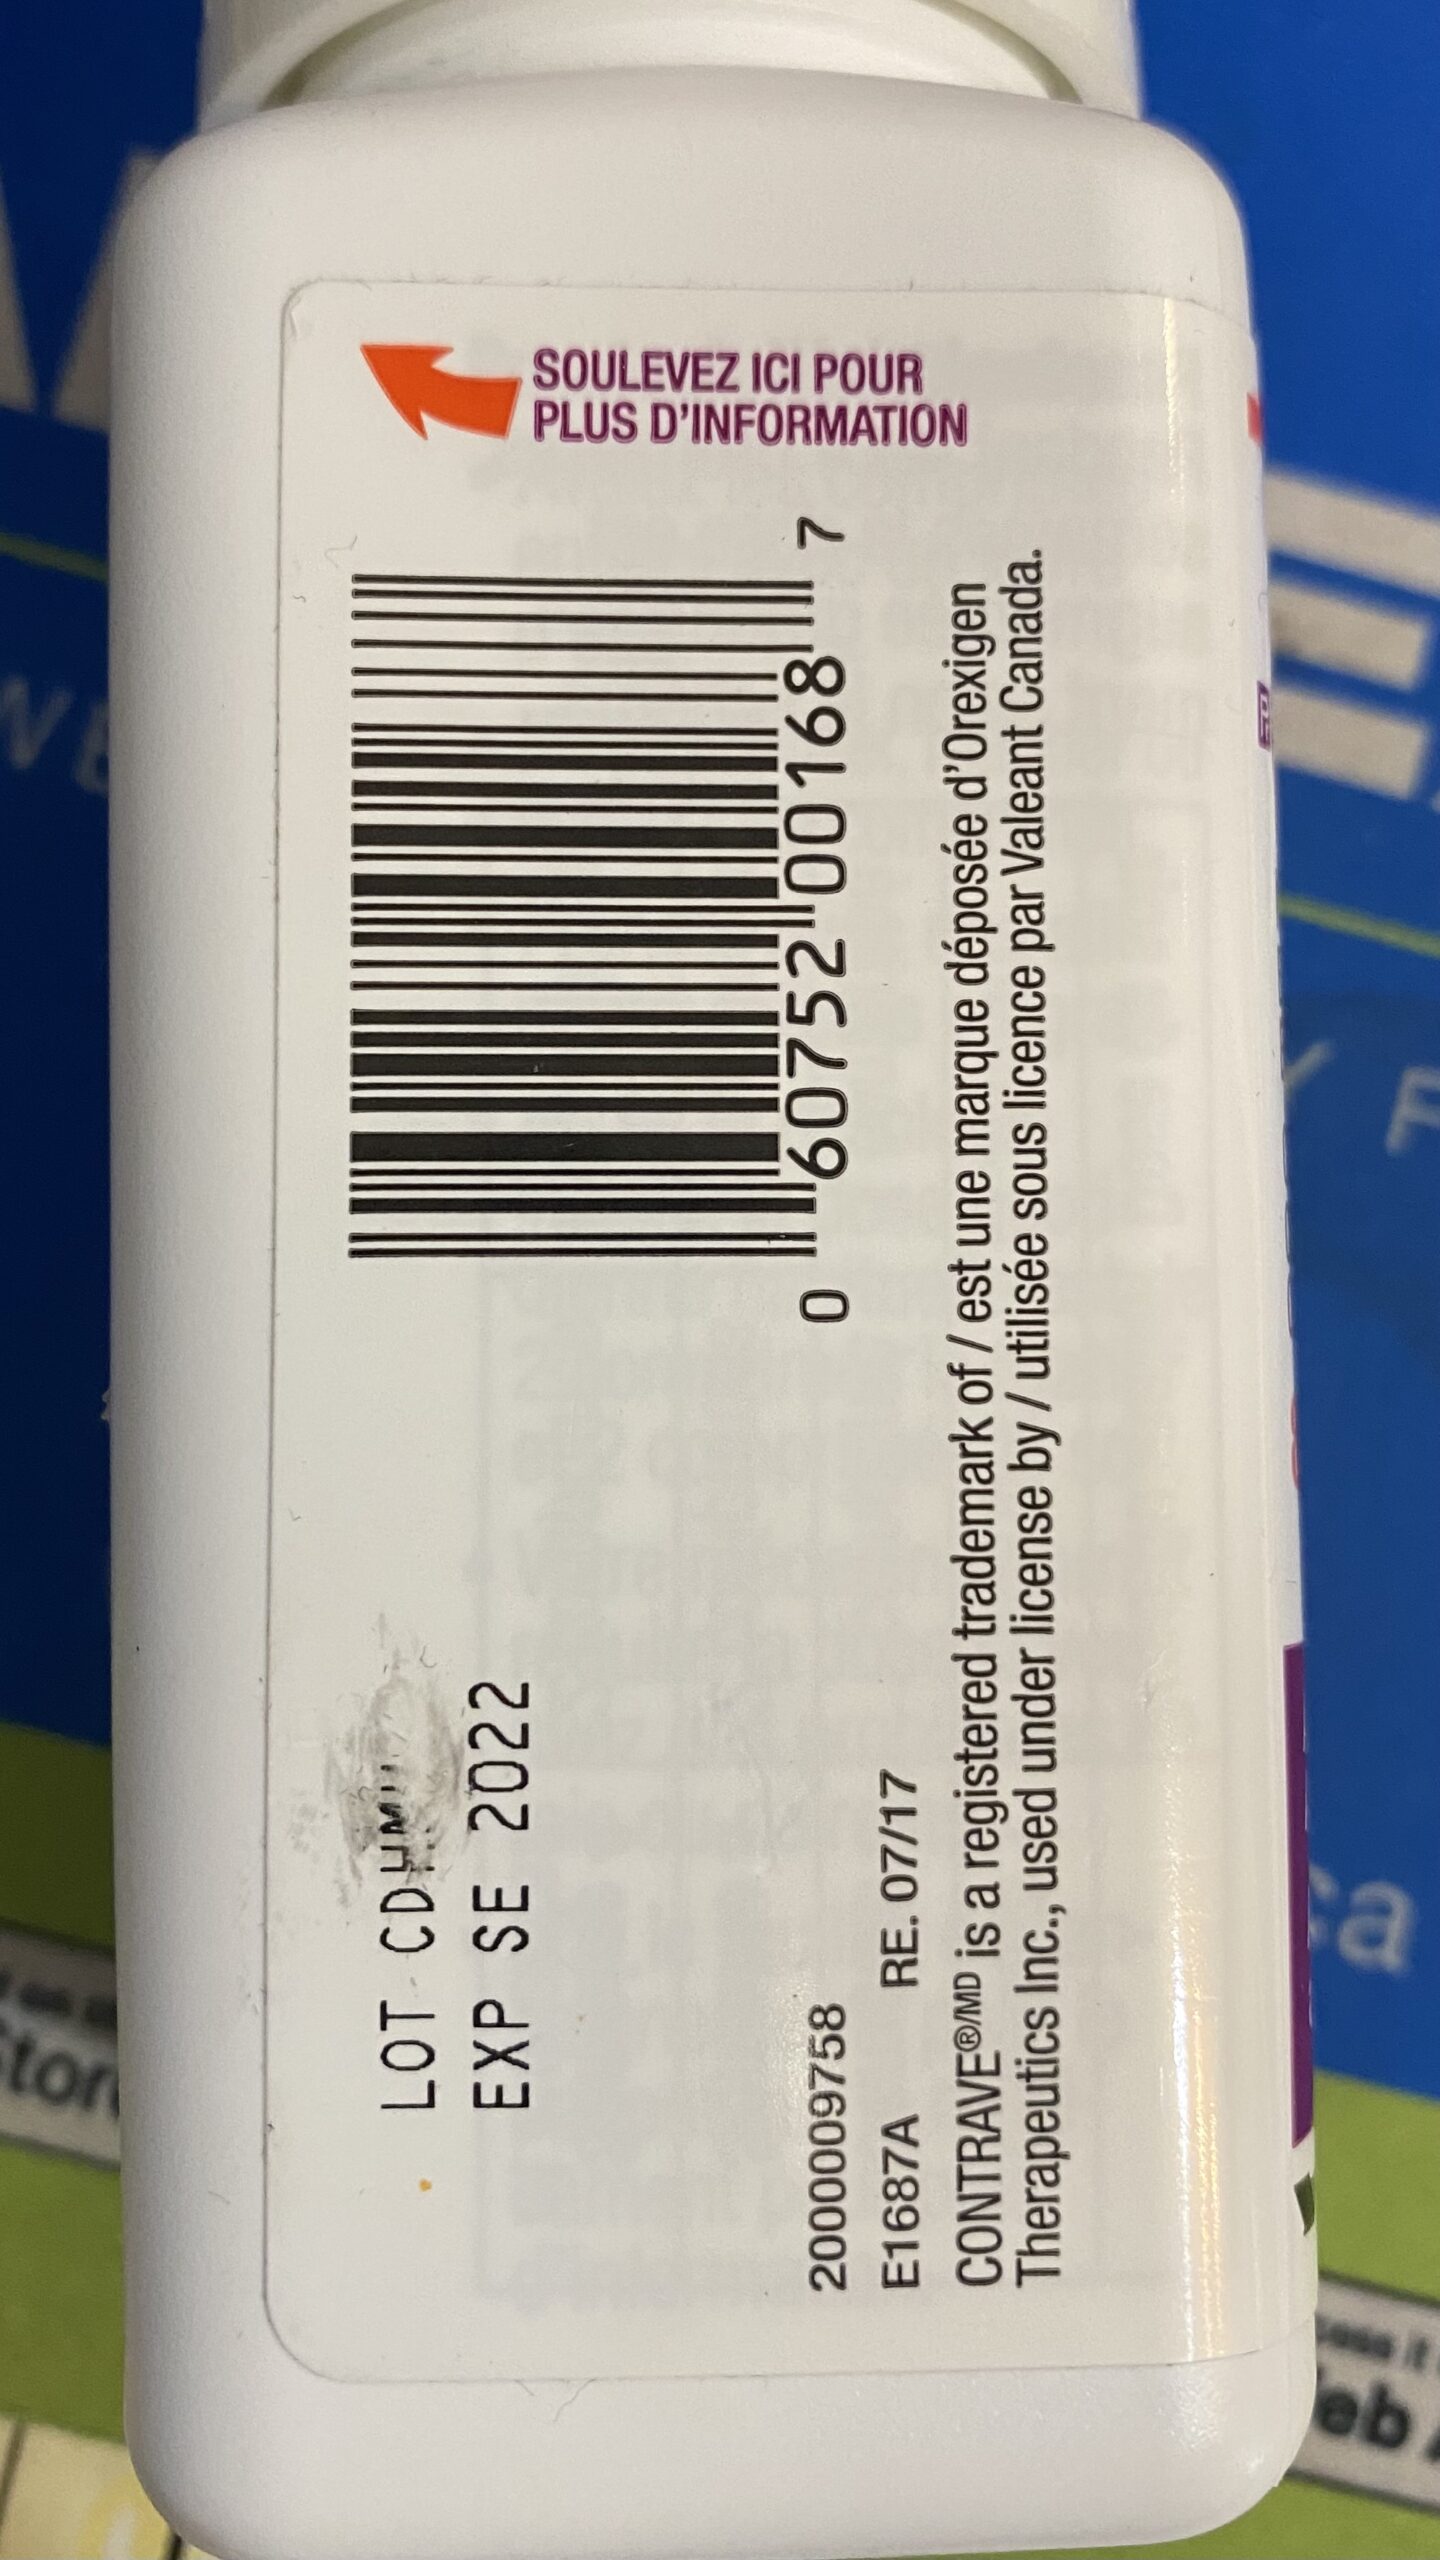 SOULEVEZ ICI POUR
PLUS D'INFORMATION
LOT
EXP SE 2022
0 60752 00168 7
2000009758
E1687A RE. 07/17
CONTRAVE®/MD is a registered trademark of / est une marque déposée d'Orexigen
Therapeutics Inc., used under license by / utilisée sous licence par Valeant Canada.